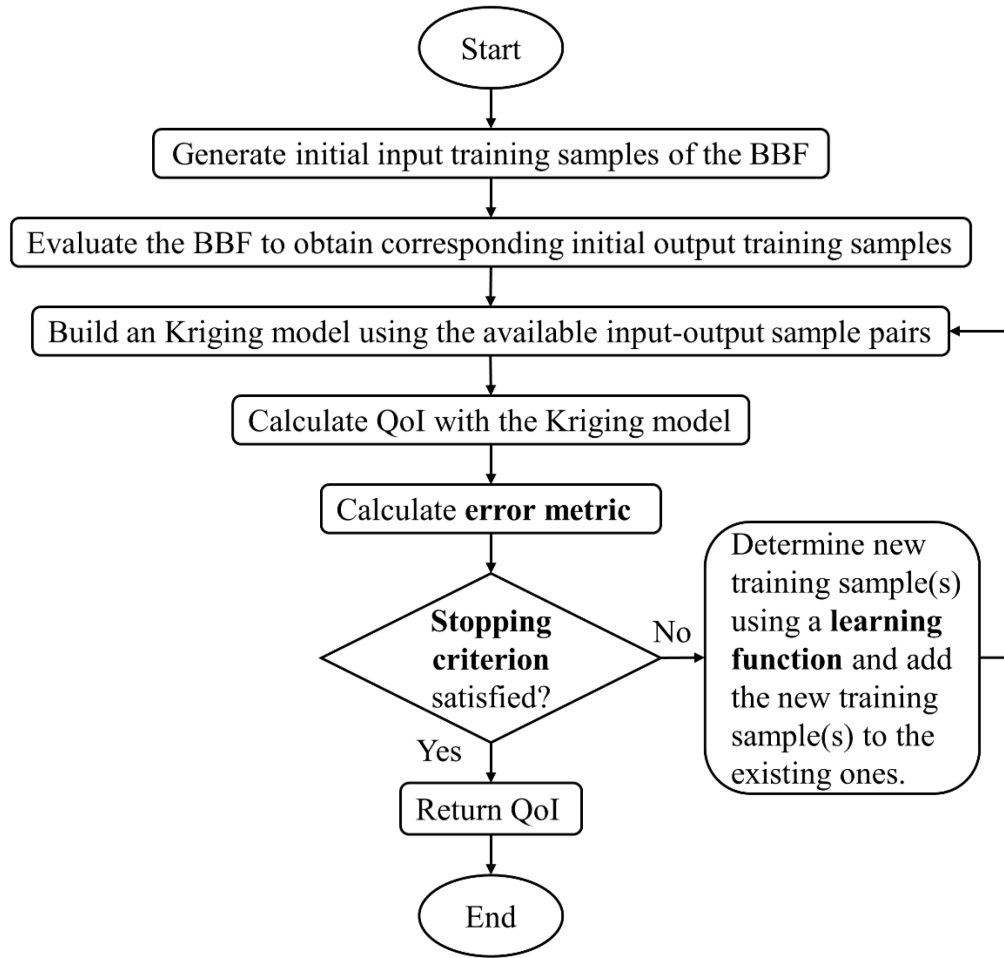 Start
Generate initial input training samples of the BBF
Evaluate the BBF to obtain corresponding initial output training samples
Build an Kriging model using the available input-output sample pairs
Calculate QoI with the Kriging model
Calculate error metric
Stopping
criterion
satisfied?
No
Determine new
training sample(s)
using a learning
function and add
the new training
sample(s) to the
existing ones.
Yes
Return QoI
End